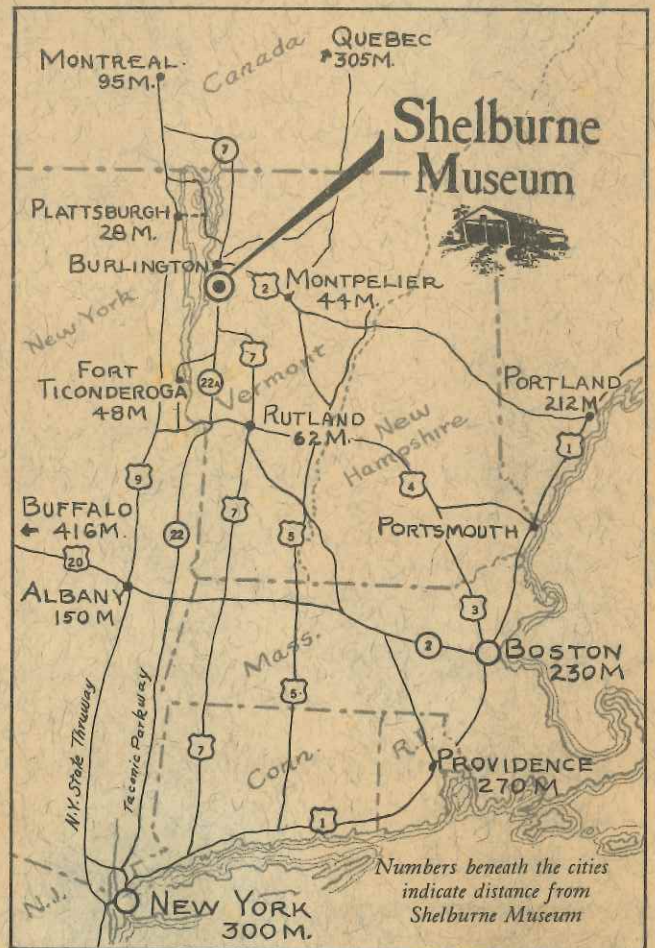 Canada
QUEBEC
305M.
MONTREAL
95M.
7
Shelburne
Museum
PLATTSBURGH
28 M.
BURLINGTON
2
MONTPELIER
44M.
New York
7
Vermont
FORT
TICONDEROGA
48M
22A
PORTLAND
212M
RUTLAND
62M.
New
Hampshire
1
9
4
BUFFALO
← 416M.
22
7
5
PORTSMOUTH
20
ALBANY
150 M
3
2
BOSTON
230M
Mass.
5
N.Y. State Thruway
Taconic Parkway
7
Conn.
R.I.
PROVIDENCE
270 M
1
Numbers beneath the cities
indicate distance from
Shelburne Museum
N.J.
NEW YORK
300M.